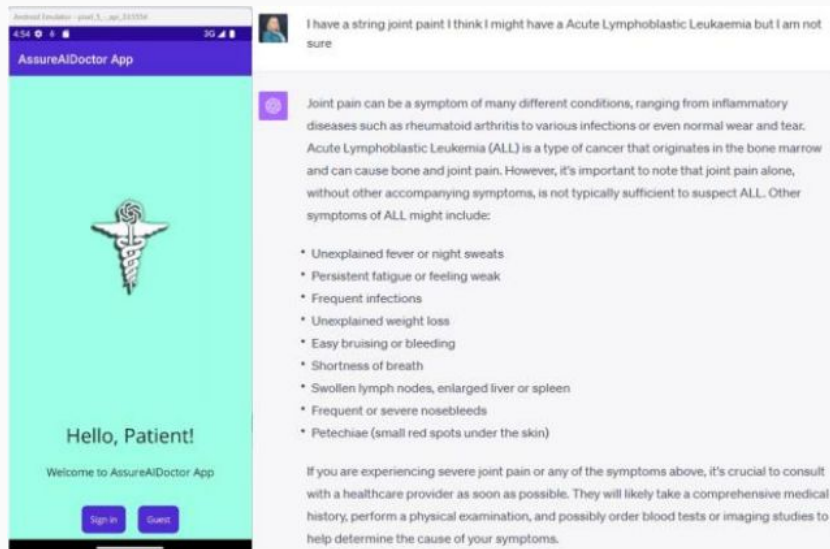 Android Emulator - pixel_5_-_api_33:5554
4:54
3G
AssureAIDoctor App
Hello, Patient!
Welcome to AssureAIDoctor App
Sign in
Guest
I have a string joint paint I think I might have a Acute Lymphoblastic Leukaemia but I am not
sure
Joint pain can be a symptom of many different conditions, ranging from inflammatory
diseases such as rheumatoid arthritis to various infections or even normal wear and tear.
Acute Lymphoblastic Leukemia (ALL) is a type of cancer that originates in the bone marrow
and can cause bone and joint pain. However, it's important to note that joint pain alone,
without other accompanying symptoms, is not typically sufficient to suspect ALL. Other
symptoms of ALL might include:
• Unexplained fever or night sweats
• Persistent fatigue or feeling weak
• Frequent infections
• Unexplained weight loss
• Easy bruising or bleeding
• Shortness of breath
• Swollen lymph nodes, enlarged liver or spleen
• Frequent or severe nosebleeds
• Petechiae (small red spots under the skin)
If you are experiencing severe joint pain or any of the symptoms above, it's crucial to consult
with a healthcare provider as soon as possible. They will likely take a comprehensive medical
history, perform a physical examination, and possibly order blood tests or imaging studies to
help determine the cause of your symptoms.